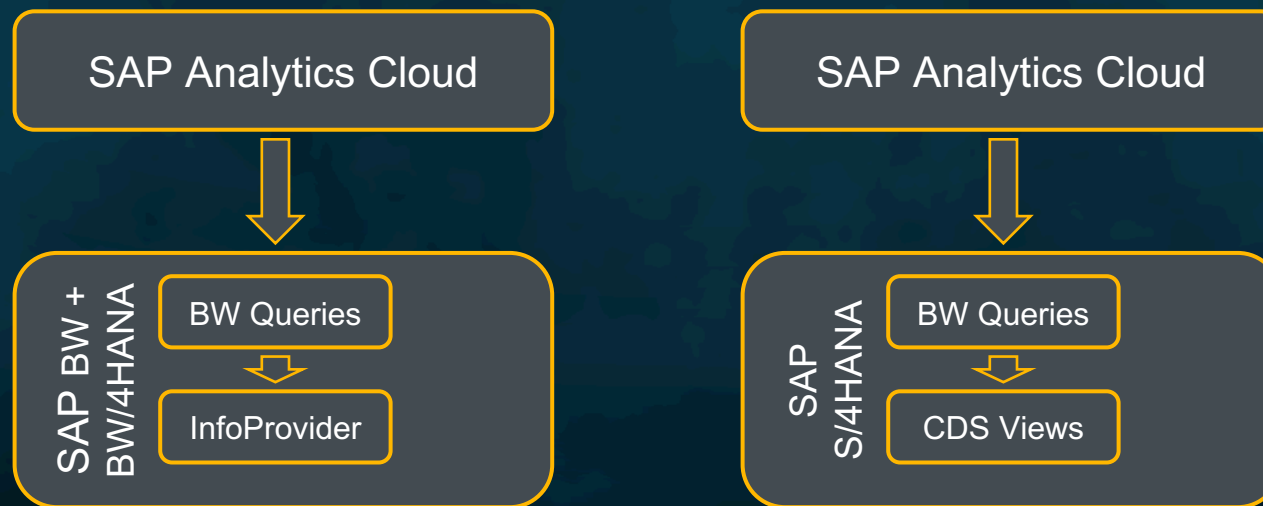 SAP Analytics Cloud
SAP BW +
BW/4HANA
BW Queries
InfoProvider
SAP Analytics Cloud
SAP
S/4HANA
BW Queries
CDS Views